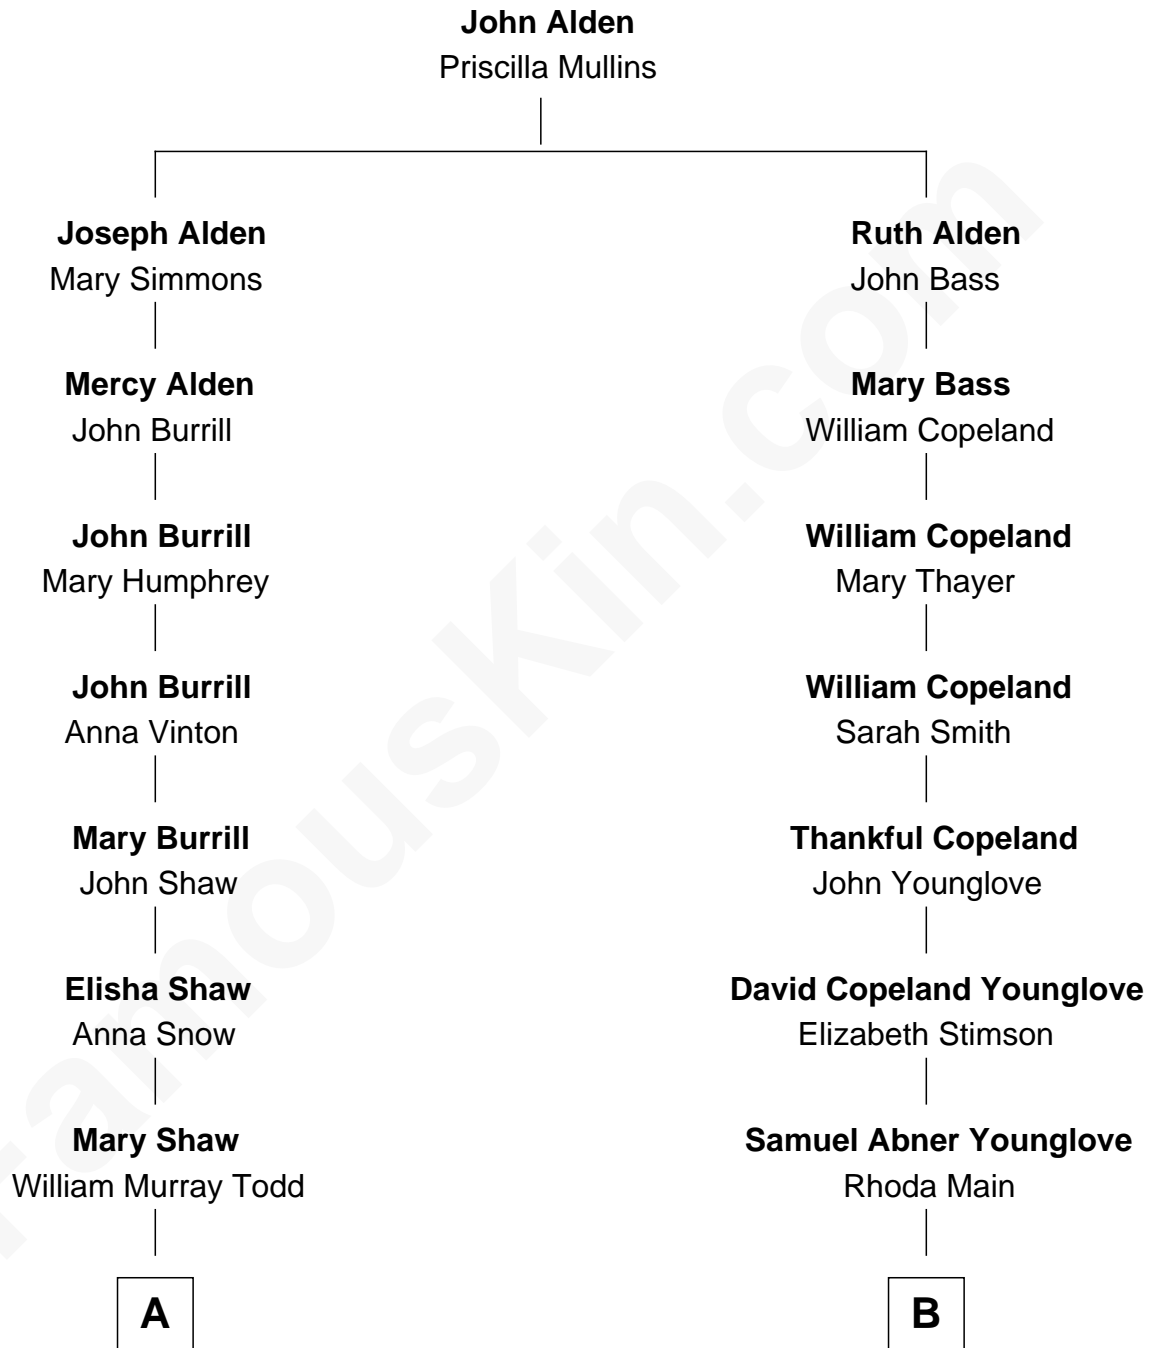 John Alden
Priscilla Mullins
Joseph Alden
Mary Simmons
Ruth Alden
John Bass
Mercy Alden
John Burrill
Mary Bass
William Copeland
John Burrill
Mary Humphrey
William Copeland
Mary Thayer
John Burrill
Anna Vinton
William Copeland
Sarah Smith
Mary Burrill
John Shaw
Thankful Copeland
John Younglove
Elisha Shaw
Anna Snow
David Copeland Younglove
Elizabeth Stimson
Mary Shaw
William Murray Todd
Samuel Abner Younglove
Rhoda Main
A
B
FamousKin.com